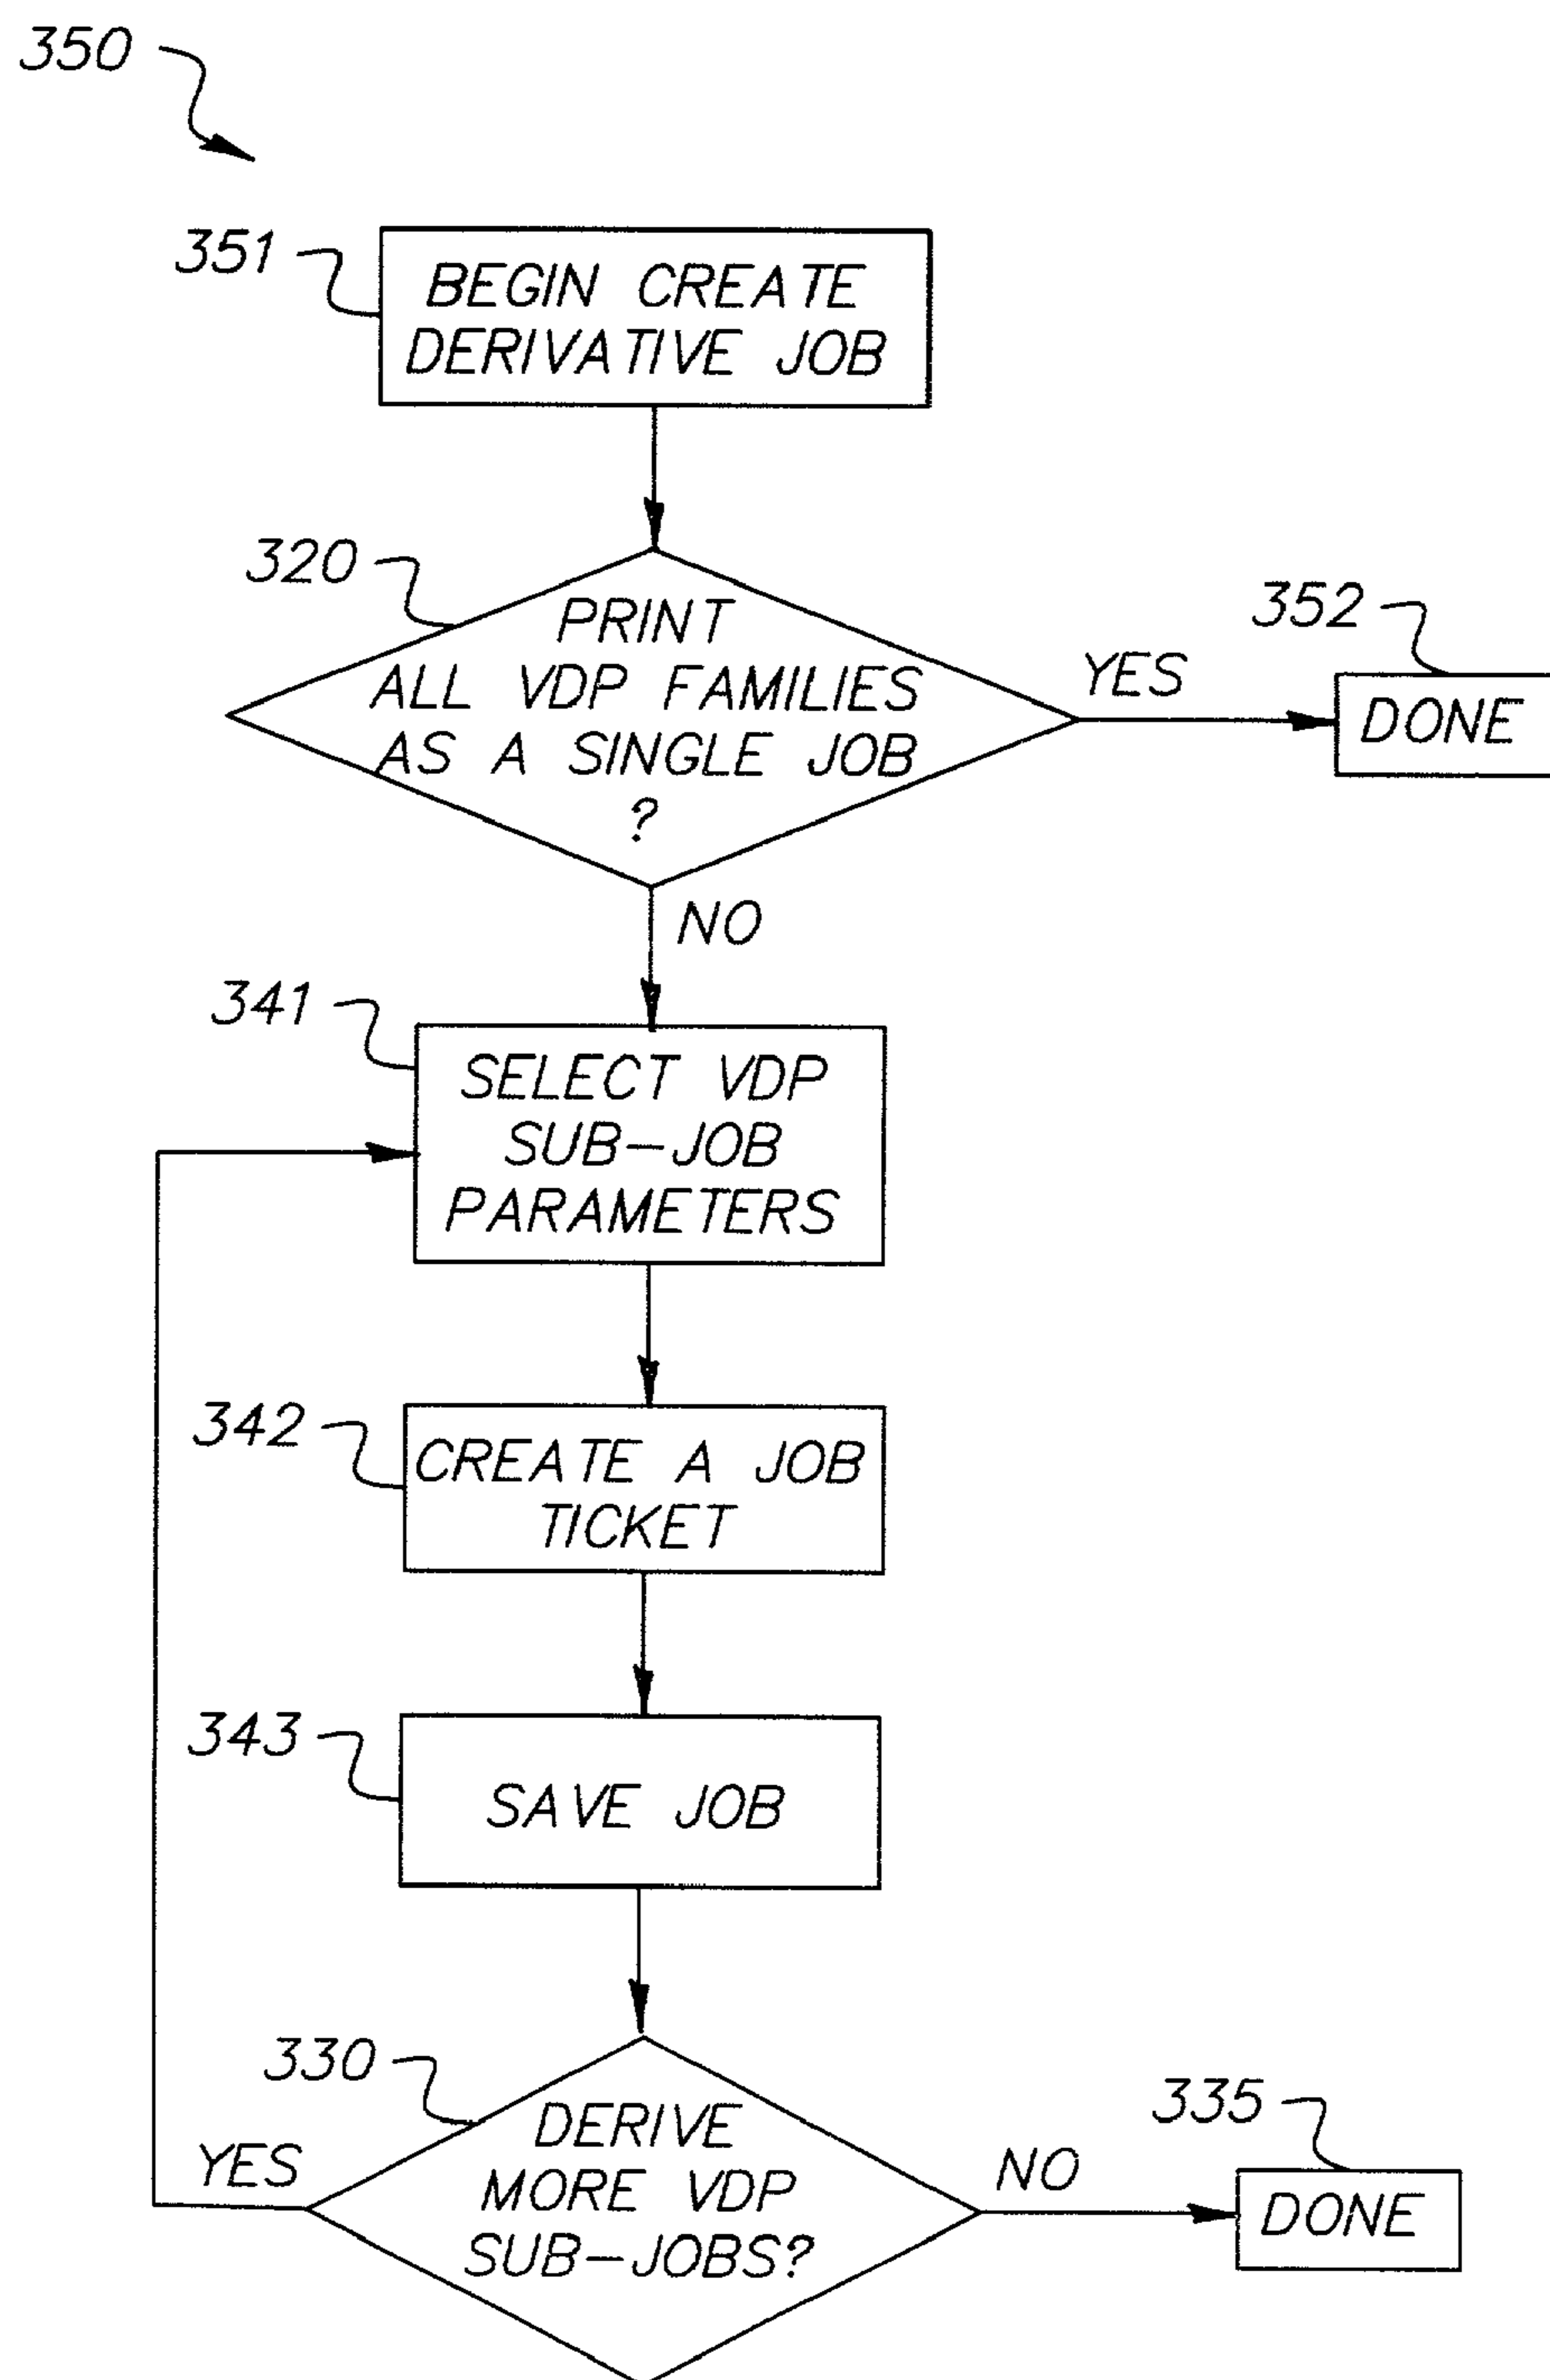 350
351
BEGIN CREATE
DERIVATIVE JOB
320
PRINT
ALL VDP FAMILIES
AS A SINGLE JOB
?
YES
352
DONE
NO
341
SELECT VDP
SUB-JOB
PARAMETERS
342
CREATE A JOB
TICKET
343
SAVE JOB
330
DERIVE
MORE VDP
SUB-JOBS?
YES
NO
335
DONE